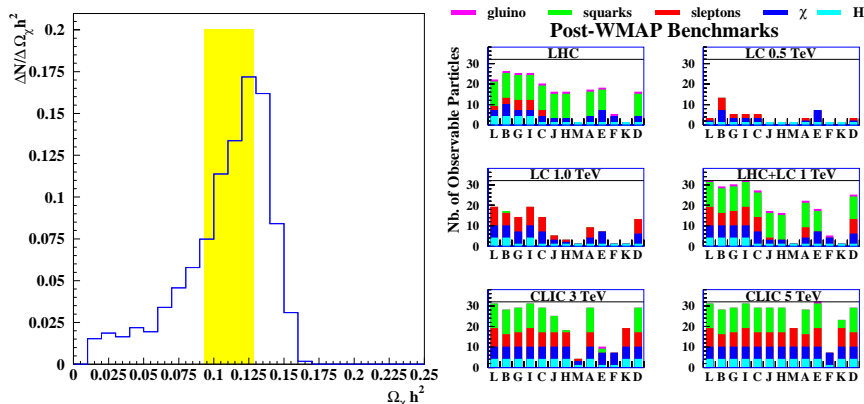 ΔN/ΔΩχh²
0.2
0.175
0.15
0.125
0.1
0.075
0.05
0.025
0
0 0.025 0.05 0.075 0.1 0.125 0.15 0.175 0.2 0.225 0.25
Ωχ h²
gluino squarks sleptons χ H
Post-WMAP Benchmarks
Nb. of Observable Particles
LHC
30
20
10
0
L B G I C J H M A E F K D
LC 0.5 TeV
30
20
10
0
L B G I C J H M A E F K D
LC 1.0 TeV
30
20
10
0
L B G I C J H M A E F K D
LHC+LC 1 TeV
30
20
10
0
L B G I C J H M A E F K D
CLIC 3 TeV
30
20
10
0
L B G I C J H M A E F K D
CLIC 5 TeV
30
20
10
0
L B G I C J H M A E F K D